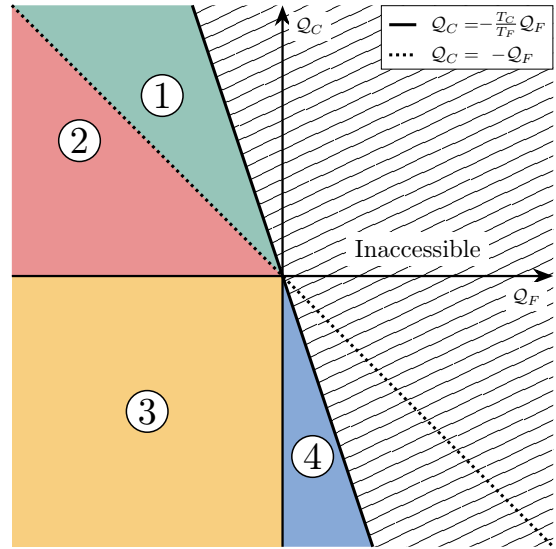 𝒬_C
𝒬_C = −T_C/T_F 𝒬_F
𝒬_C = −𝒬_F
1
2
Inaccessible
𝒬_F
3
4